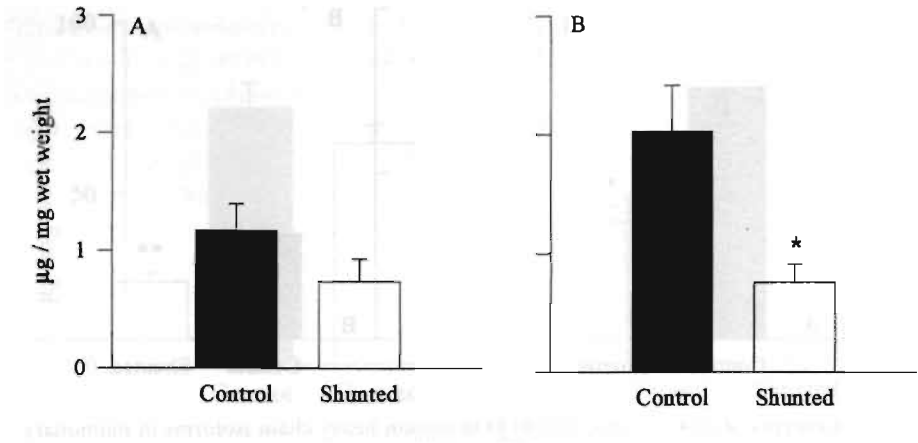 A
B
3
2
1
0
µg / mg wet weight
Control
Shunted
*
Control
Shunted